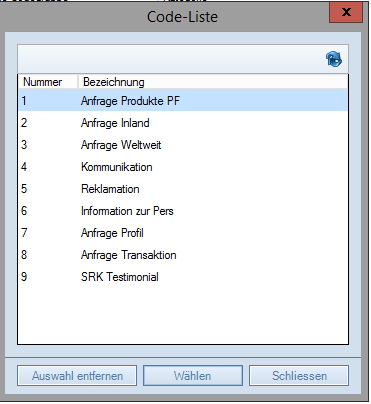 Code-Liste
x
Nummer Bezeichnung
1 Anfrage Produkte PF
2 Anfrage Inland
3 Anfrage Weltweit
4 Kommunikation
5 Reklamation
6 Information zur Pers
7 Anfrage Profil
8 Anfrage Transaktion
9 SRK Testimonial
Auswahl entfernen Wählen Schliessen